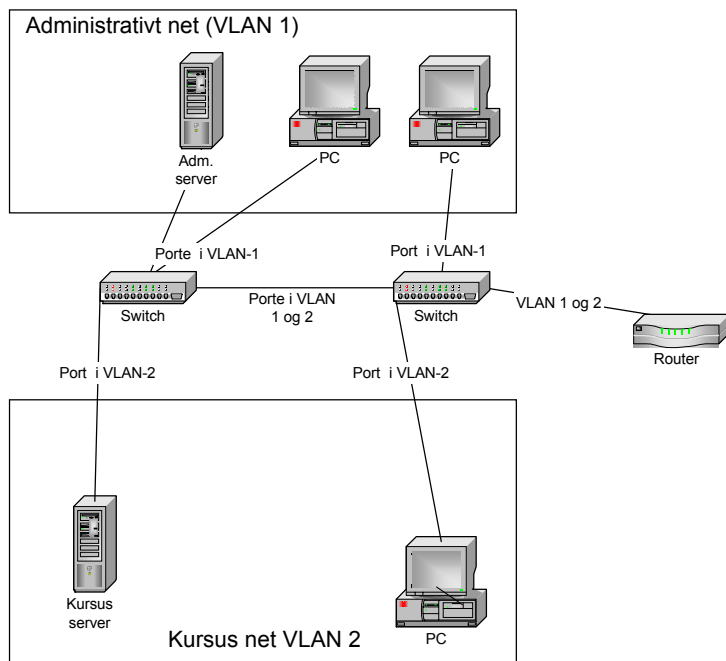 Administrativt net (VLAN 1)
Adm.
server
PC
PC
Porte i VLAN-1
Port i VLAN-1
Switch
Porte i VLAN
1 og 2
Switch
VLAN 1 og 2
Router
Port i VLAN-2
Port i VLAN-2
Kursus
server
Kursus net VLAN 2
PC